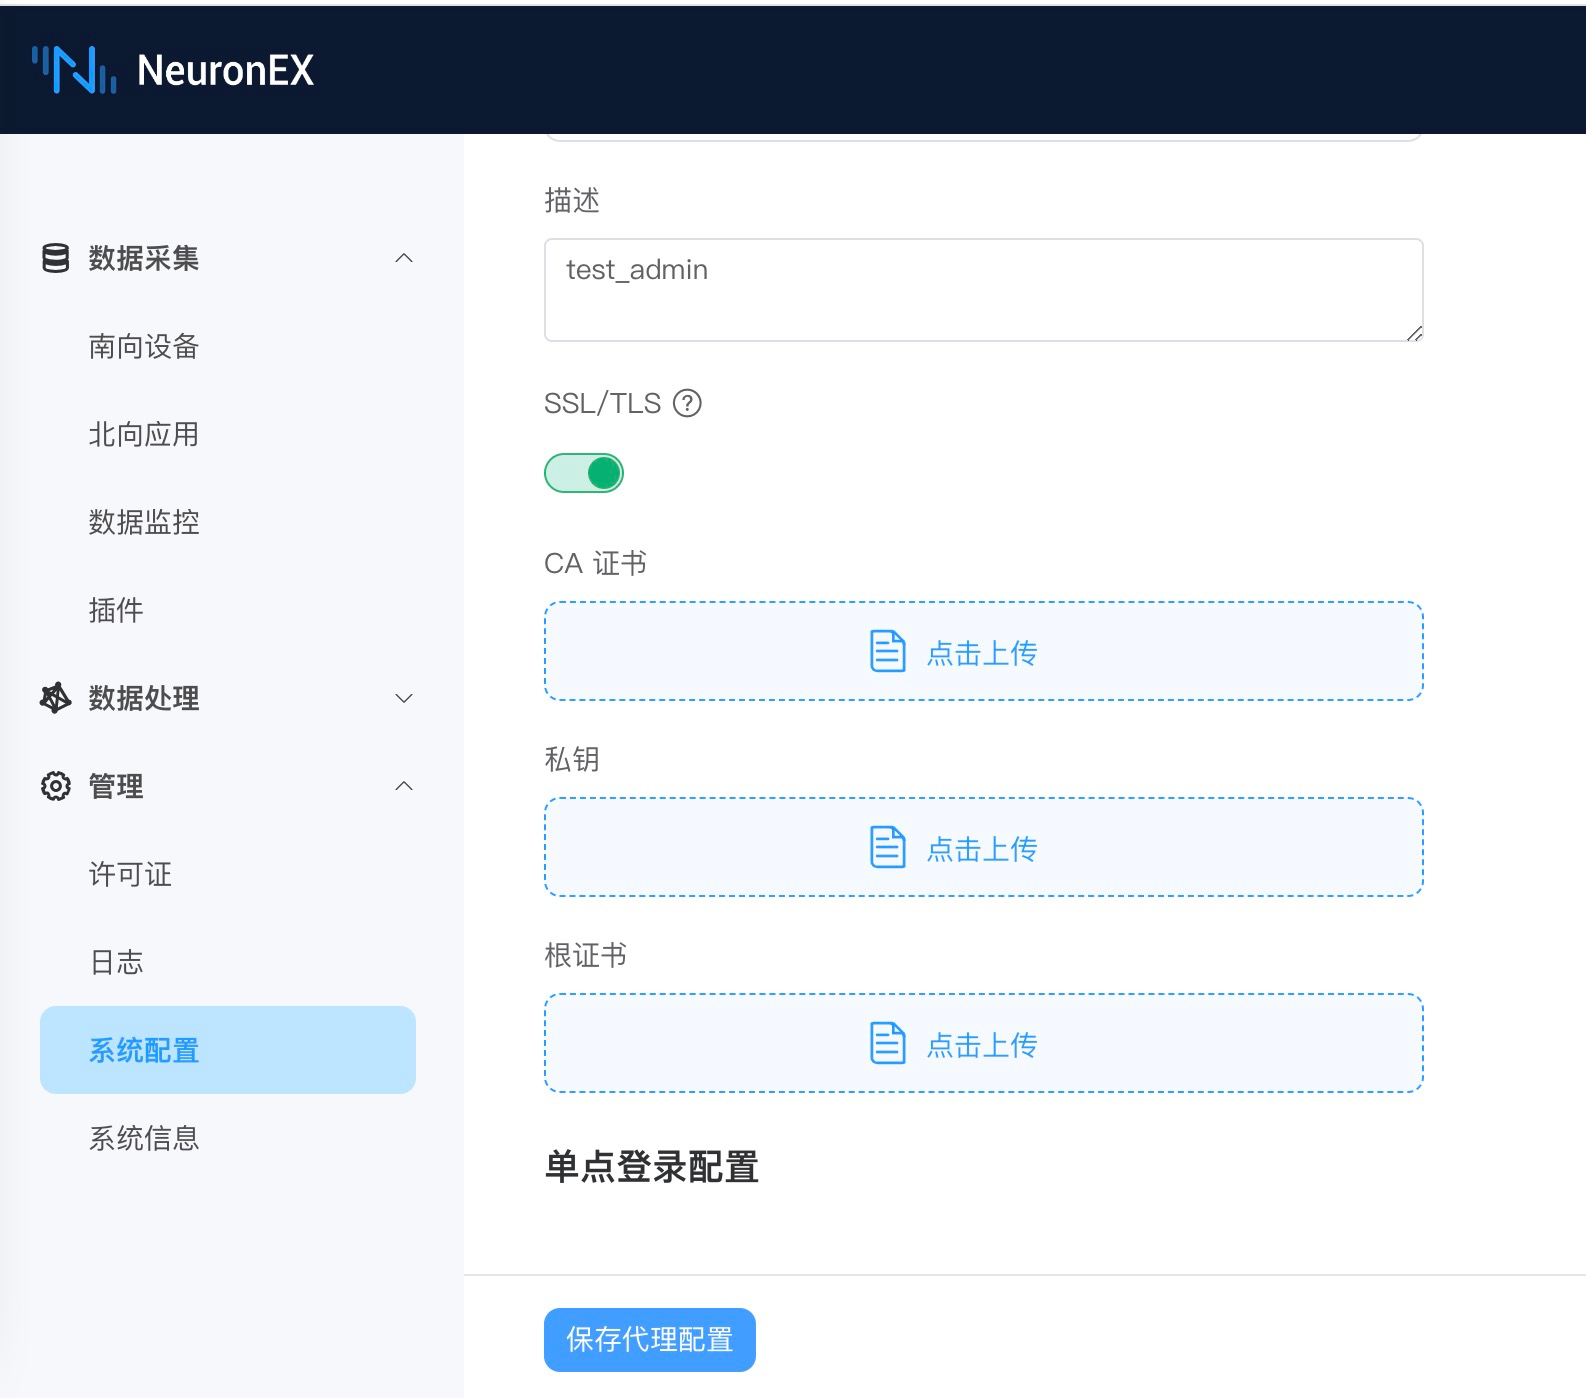 NeuronEX
数据采集
南向设备
北向应用
数据监控
插件
数据处理
管理
许可证
日志
系统配置
系统信息
描述
test_admin
SSL/TLS ?
CA 证书
点击上传
私钥
点击上传
根证书
点击上传
单点登录配置
保存代理配置